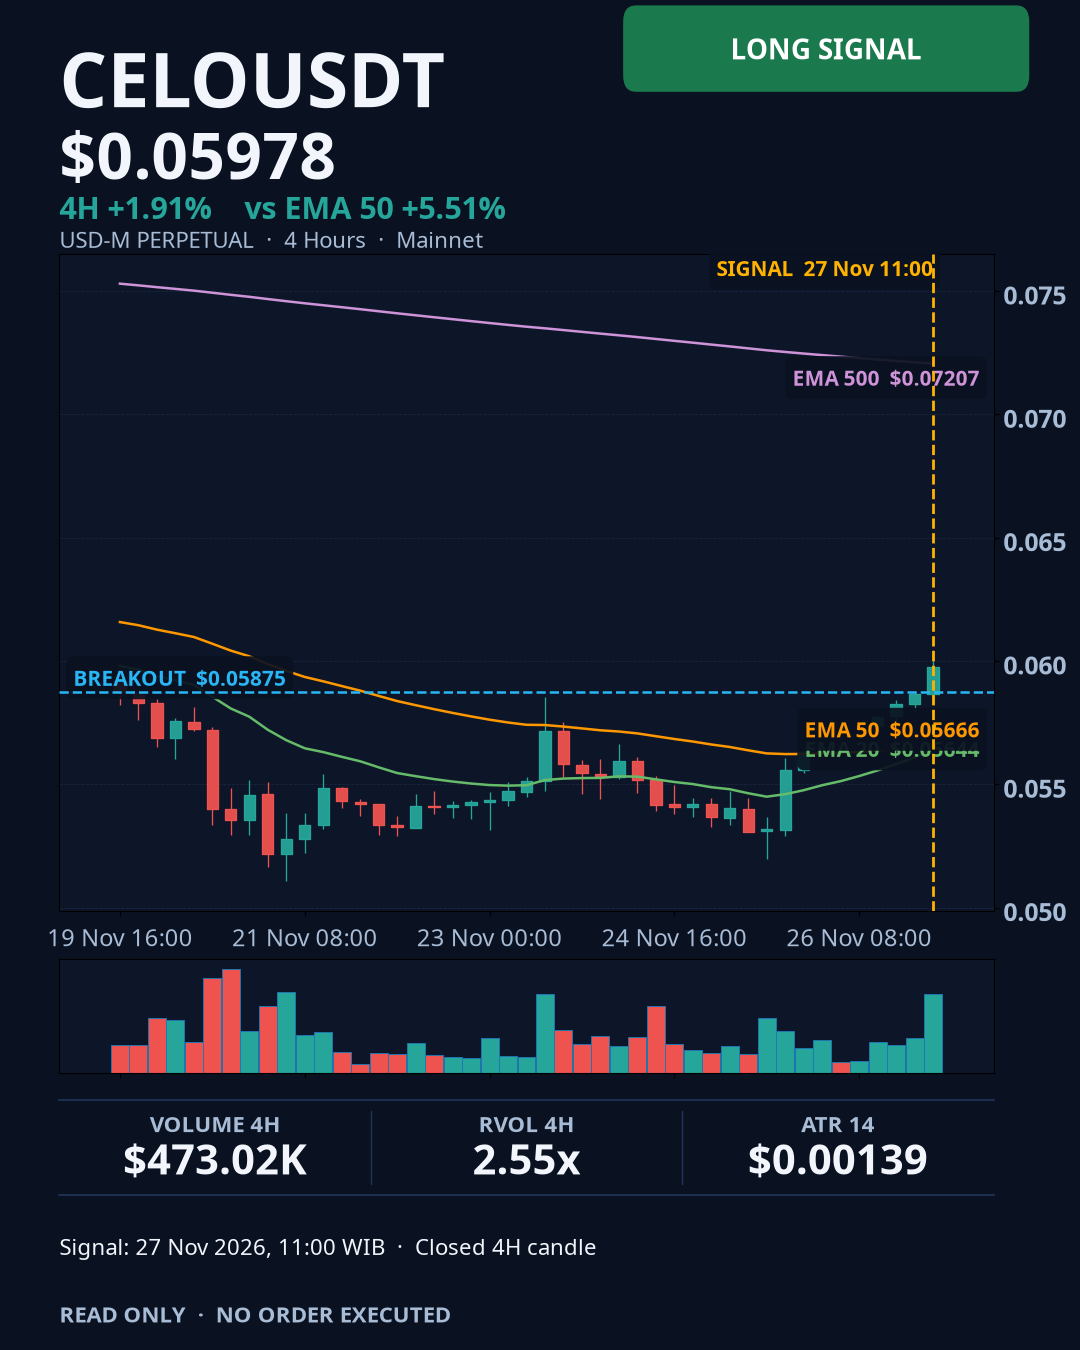 LONG SIGNAL
CELOUSDT
$0.05978
4H +1.91% vs EMA 50 +5.51%
USD-M PERPETUAL · 4 Hours · Mainnet
SIGNAL 27 Nov 11:00
0.075
EMA 500 $0.07207
0.070
0.065
0.060
BREAKOUT $0.05875
EMA 50 $0.05666
EMA 20 $0.05644
0.055
0.050
19 Nov 16:00 21 Nov 08:00 23 Nov 00:00 24 Nov 16:00 26 Nov 08:00
VOLUME 4H RVOL 4H ATR 14
$473.02K 2.55x $0.00139
Signal: 27 Nov 2026, 11:00 WIB · Closed 4H candle
READ ONLY · NO ORDER EXECUTED